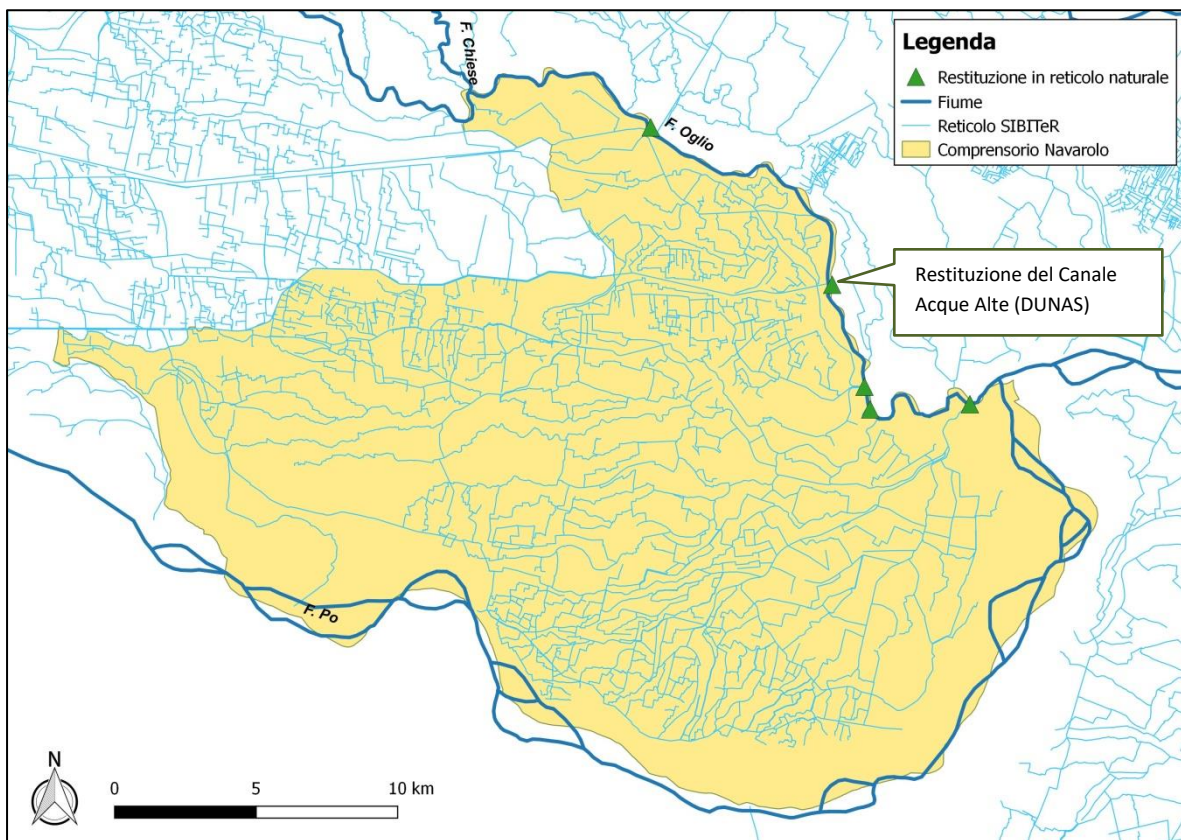 F. Chiese
Legenda
Restituzione in reticolo naturale
Fiume
Reticolo SIBITeR
Comprensorio Navarolo
F. Oglio
Restituzione del Canale
Acque Alte (DUNAS)
F. Po
N
0 5 10 km